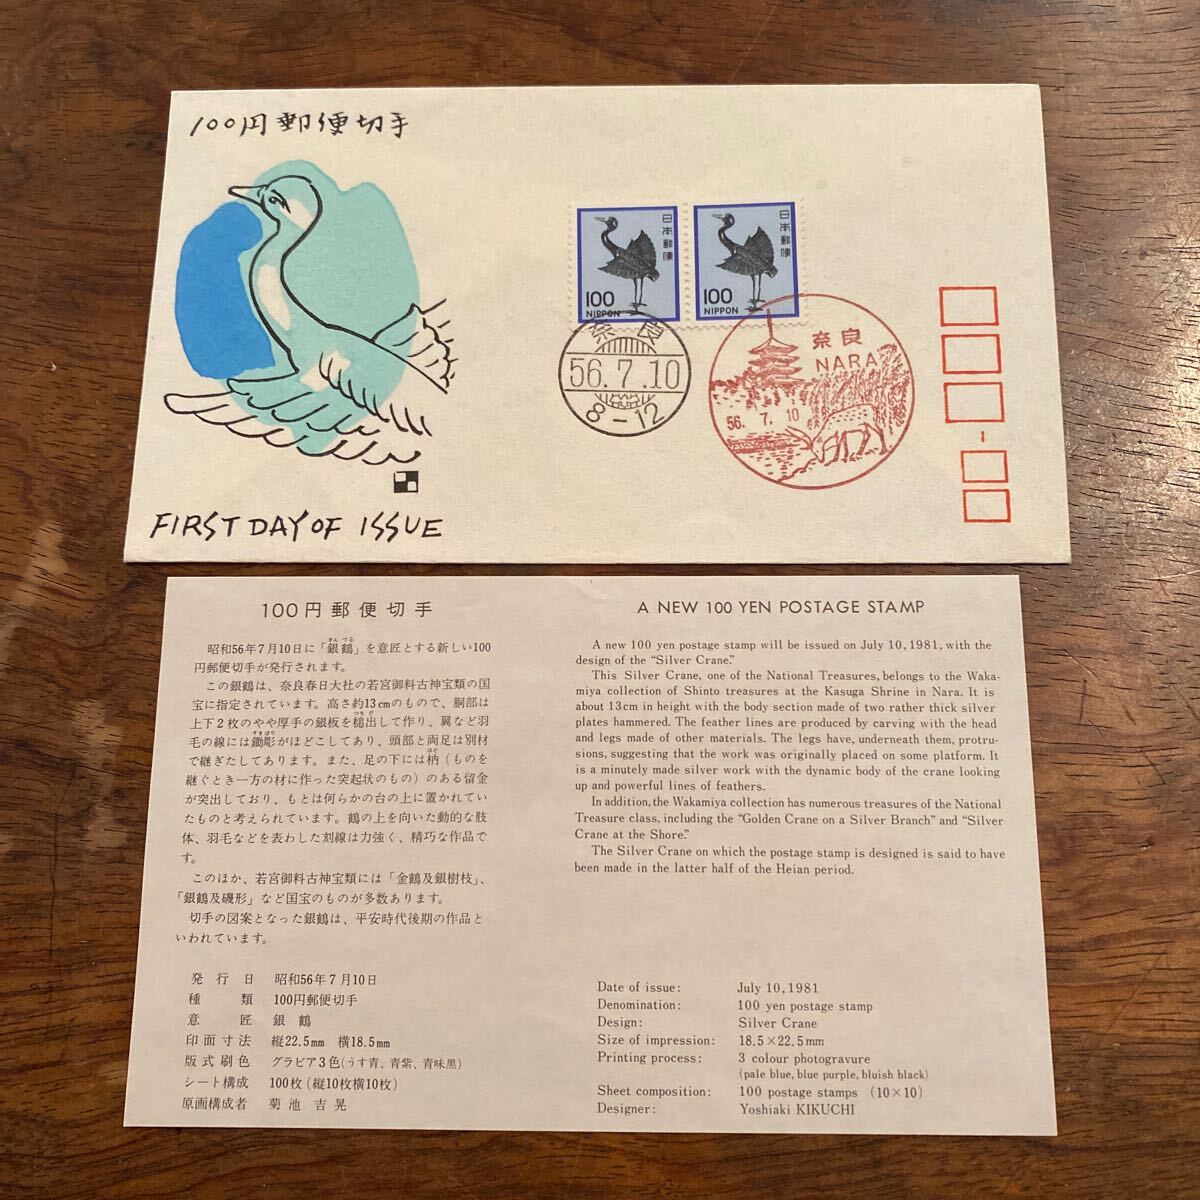 100円郵便切手
日本郵便
100
NIPPON
日本郵便
100
NIPPON
奈良
56.7.10
8-12
奈良
NARA
56. 7. 10
FIRST DAY OF ISSUE
100円郵便切手
昭和56年7月10日に「銀鶴」を意匠とする新しい100
ぎん づる
円郵便切手が発行されます。
この銀鶴は、奈良春日大社の若宮御料古神宝類の国
宝に指定されています。高さ約13cmのもので、胴部は
上下2枚のやや厚手の銀板を槌出して作り、翼など羽
つち だ
毛の線には鋤彫がほどこしてあり、頭部と両足は別材
すきぼり
で継ぎたしてあります。また、足の下には枘(ものを
ほぞ
継ぐとき一方の材に作った突起状のもの)のある留金
が突出しており、もとは何らかの台の上に置かれてい
たものと考えられています。鶴の上を向いた動的な肢
体、羽毛などを表わした刻線は力強く、精巧な作品で
す。
このほか、若宮御料古神宝類には「金鶴及銀樹枝」、
「銀鶴及磯形」など国宝のものが多数あります。
切手の図案となった銀鶴は、平安時代後期の作品と
いわれています。
発行日 昭和56年7月10日
種類 100円郵便切手
意匠 銀鶴
印面寸法 縦22.5mm 横18.5mm
版式刷色 グラビア3色(うす青、青紫、青味黒)
シート構成 100枚(縦10枚横10枚)
原画構成者 菊池吉晃
A NEW 100 YEN POSTAGE STAMP
A new 100 yen postage stamp will be issued on July 10, 1981, with the
design of the “Silver Crane.”
This Silver Crane, one of the National Treasures, belongs to the Waka-
miya collection of Shinto treasures at the Kasuga Shrine in Nara. It is
about 13cm in height with the body section made of two rather thick silver
plates hammered. The feather lines are produced by carving with the head
and legs made of other materials. The legs have, underneath them, protru-
sions, suggesting that the work was originally placed on some platform. It
is a minutely made silver work with the dynamic body of the crane looking
up and powerful lines of feathers.
In addition, the Wakamiya collection has numerous treasures of the National
Treasure class, including the “Golden Crane on a Silver Branch” and “Silver
Crane at the Shore.”
The Silver Crane on which the postage stamp is designed is said to have
been made in the latter half of the Heian period.
Date of issue: July 10, 1981
Denomination: 100 yen postage stamp
Design: Silver Crane
Size of impression: 18.5×22.5mm
Printing process: 3 colour photogravure
(pale blue, blue purple, bluish black)
Sheet composition: 100 postage stamps (10×10)
Designer: Yoshiaki KIKUCHI